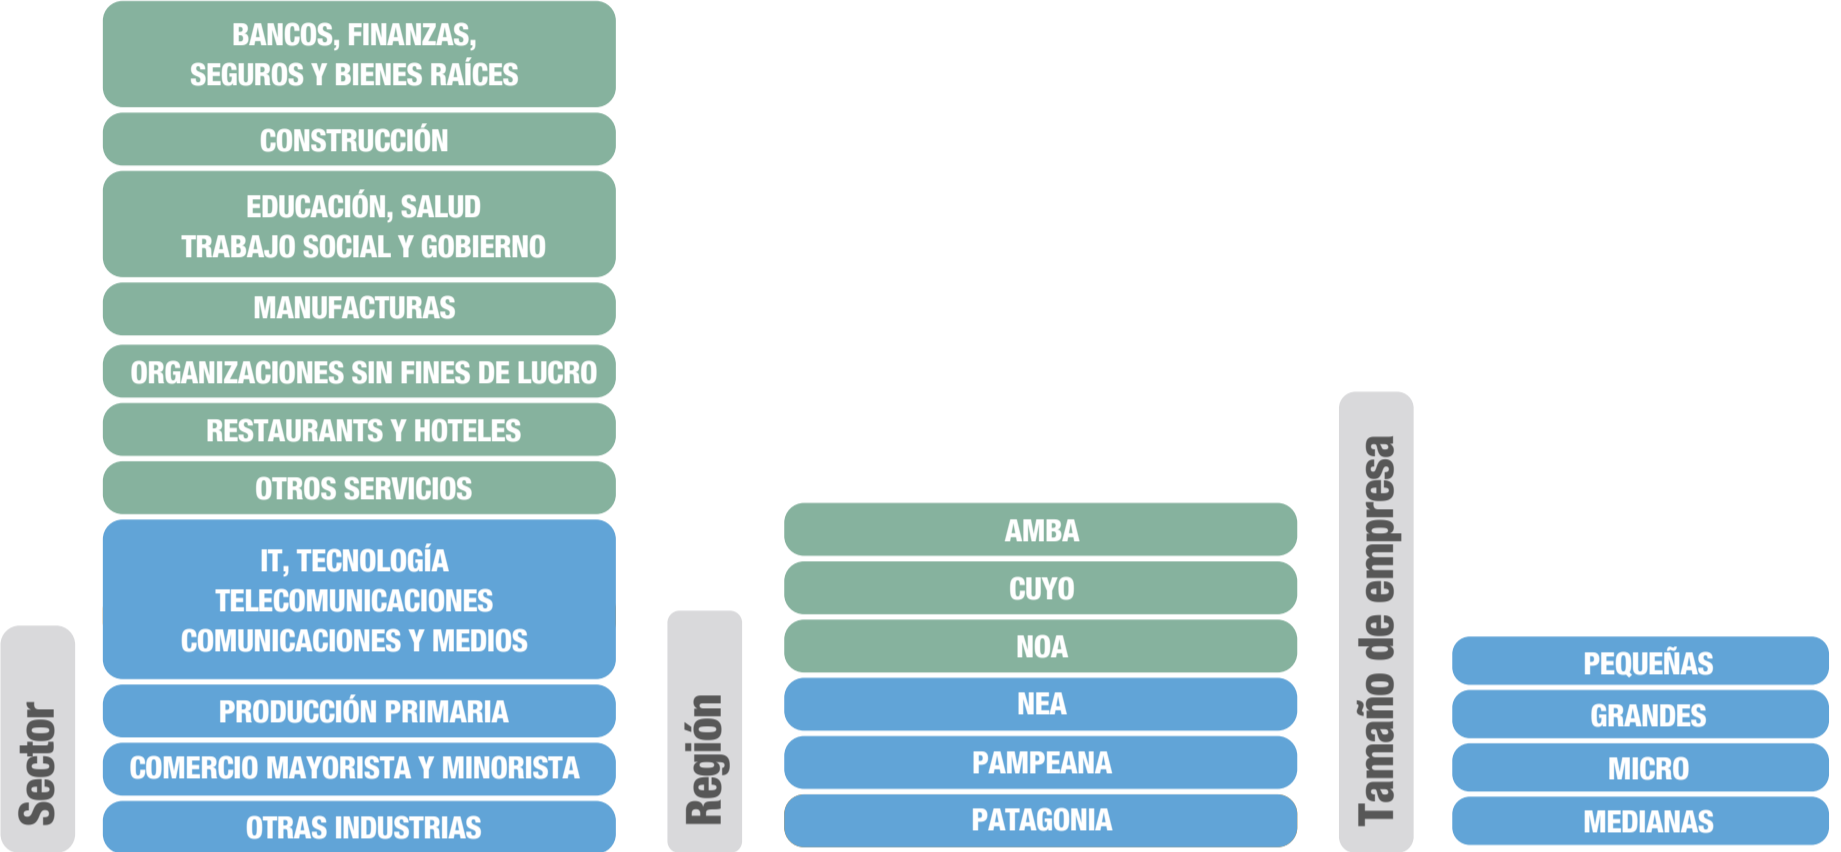 Sector
BANCOS, FINANZAS,
SEGUROS Y BIENES RAÍCES
CONSTRUCCIÓN
EDUCACIÓN, SALUD
TRABAJO SOCIAL Y GOBIERNO
MANUFACTURAS
ORGANIZACIONES SIN FINES DE LUCRO
RESTAURANTS Y HOTELES
OTROS SERVICIOS
IT, TECNOLOGÍA
TELECOMUNICACIONES
COMUNICACIONES Y MEDIOS
PRODUCCIÓN PRIMARIA
COMERCIO MAYORISTA Y MINORISTA
OTRAS INDUSTRIAS
Región
AMBA
CUYO
NOA
NEA
PAMPEANA
PATAGONIA
Tamaño de empresa
PEQUEÑAS
GRANDES
MICRO
MEDIANAS